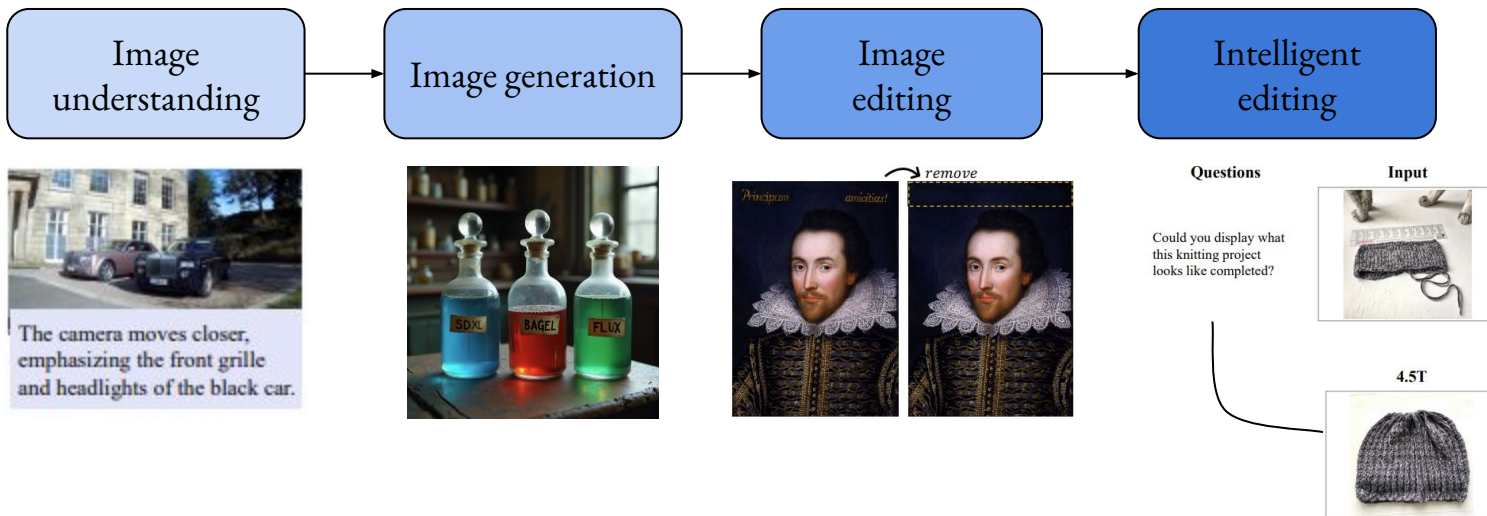 Image
understanding
Image generation
Image
editing
Intelligent
editing
The camera moves closer,
emphasizing the front grille
and headlights of the black car.
SDXL
BAGEL
FLUX
remove
Principum
amicitias!
Questions
Input
Could you display what
this knitting project
looks like completed?
4.5T